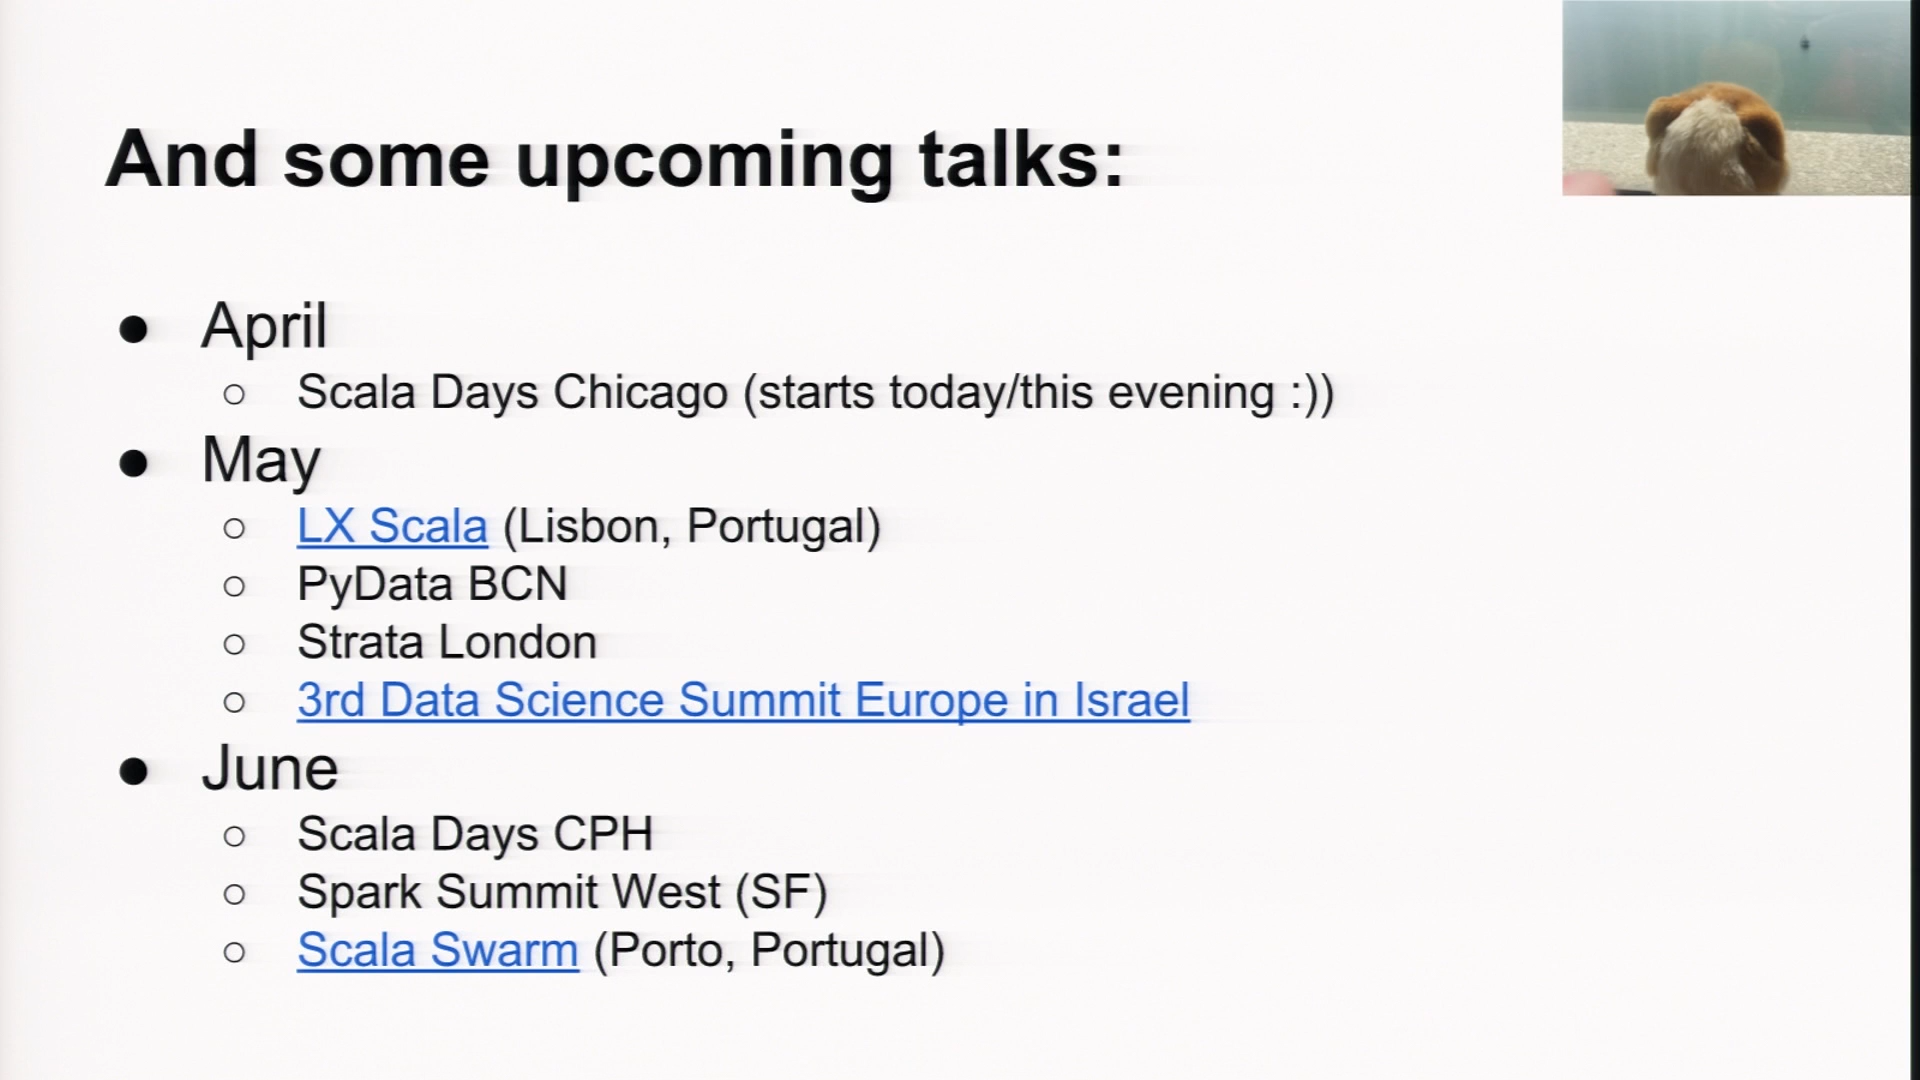 And some upcoming talks:
● April
○ Scala Days Chicago (starts today/this evening :))
● May
○ LX Scala (Lisbon, Portugal)
○ PyData BCN
○ Strata London
○ 3rd Data Science Summit Europe in Israel
● June
○ Scala Days CPH
○ Spark Summit West (SF)
○ Scala Swarm (Porto, Portugal)